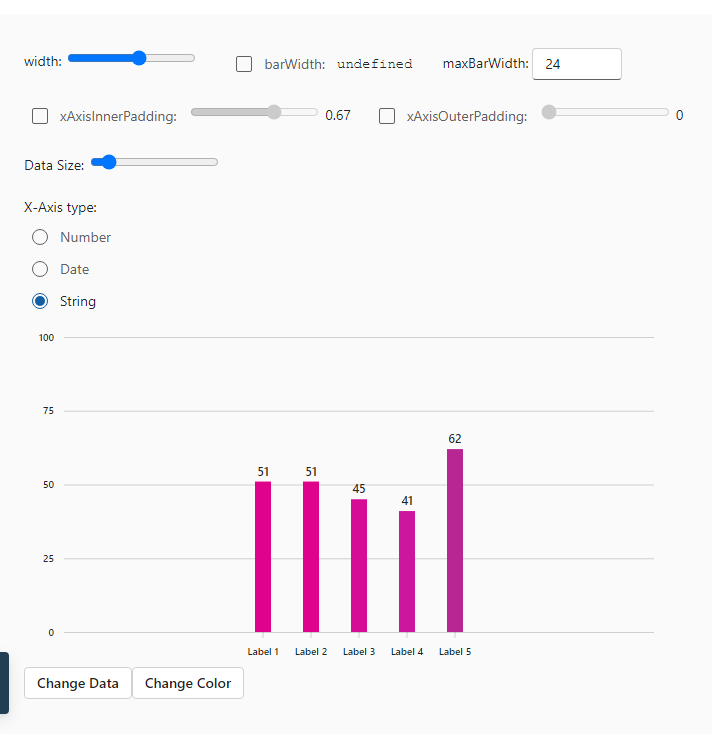 width: barWidth: undefined maxBarWidth: 24
xAxisInnerPadding: 0.67 xAxisOuterPadding: 0
Data Size:
X-Axis type:
Number
Date
String
100
75
62
51 51
50
45
41
25
0
Label 1 Label 2 Label 3 Label 4 Label 5
Change Data Change Color